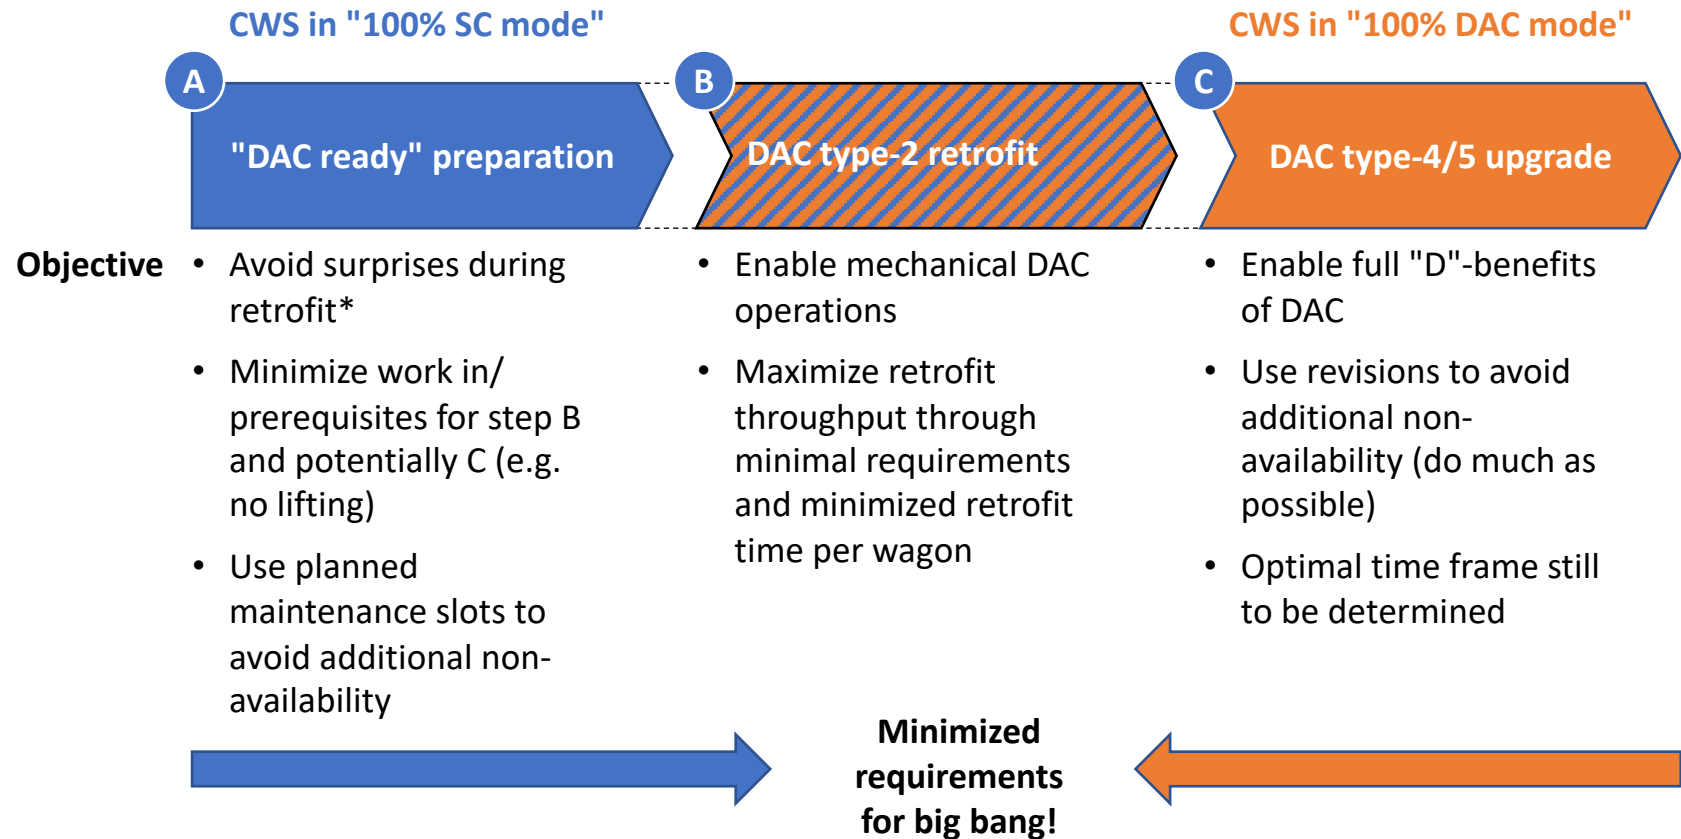 CWS in "100% SC mode"
CWS in "100% DAC mode"
A
B
C
"DAC ready" preparation
DAC type-2 retrofit
DAC type-4/5 upgrade
Objective
• Avoid surprises during
retrofit*
• Minimize work in/
prerequisites for step B
and potentially C (e.g.
no lifting)
• Use planned
maintenance slots to
avoid additional non-
availability
• Enable mechanical DAC
operations
• Maximize retrofit
throughput through
minimal requirements
and minimized retrofit
time per wagon
• Enable full "D"-benefits
of DAC
• Use revisions to avoid
additional non-
availability (do much as
possible)
• Optimal time frame still
to be determined
Minimized
requirements
for big bang!